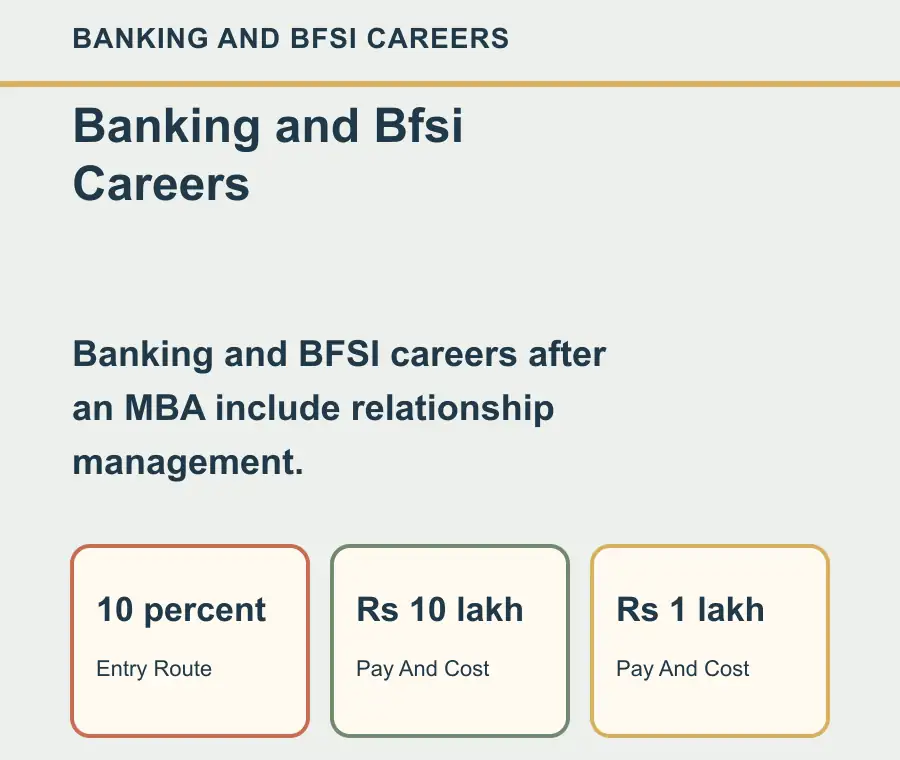 BANKING AND BFSI CAREERS
Banking and Bfsi
Careers
Banking and BFSI careers after
an MBA include relationship
management.
10 percent
Entry Route
Rs 10 lakh
Pay And Cost
Rs 1 lakh
Pay And Cost